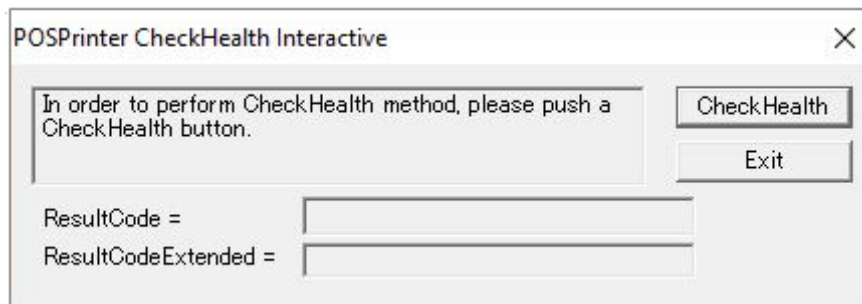 POSPrinter CheckHealth Interactive
In order to perform CheckHealth method, please push a
CheckHealth button.
CheckHealth
Exit
ResultCode =
ResultCodeExtended =